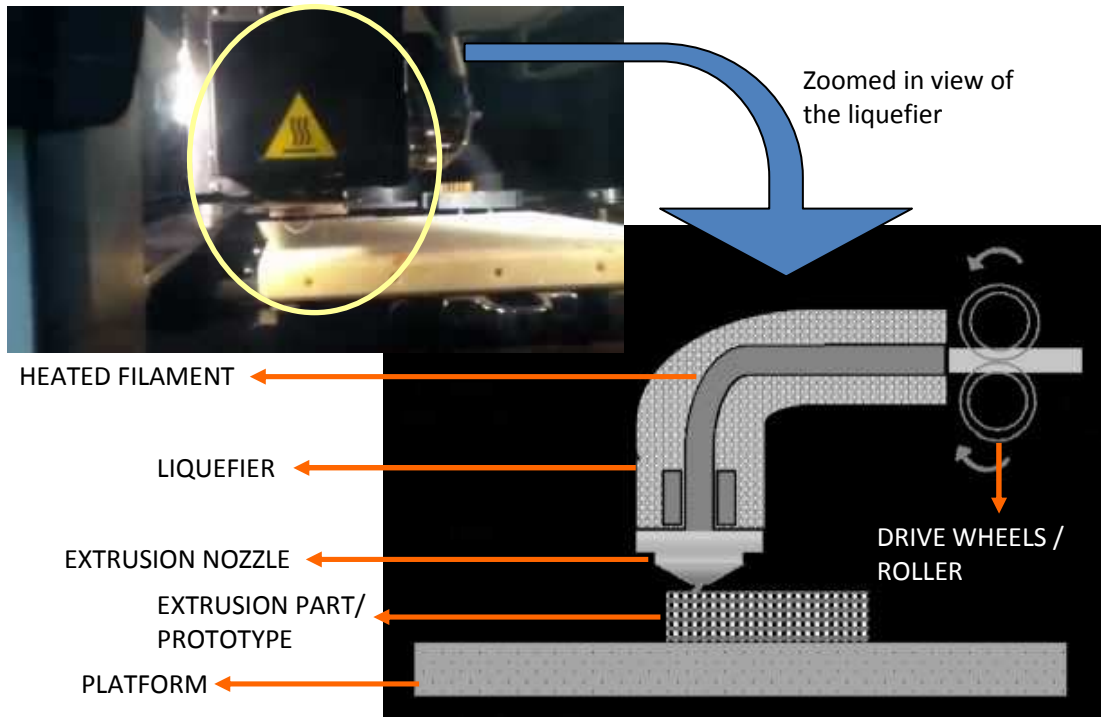 Zoomed in view of
the liquefier
HEATED FILAMENT
LIQUEFIER
EXTRUSION NOZZLE
EXTRUSION PART/
PROTOTYPE
PLATFORM
DRIVE WHEELS /
ROLLER